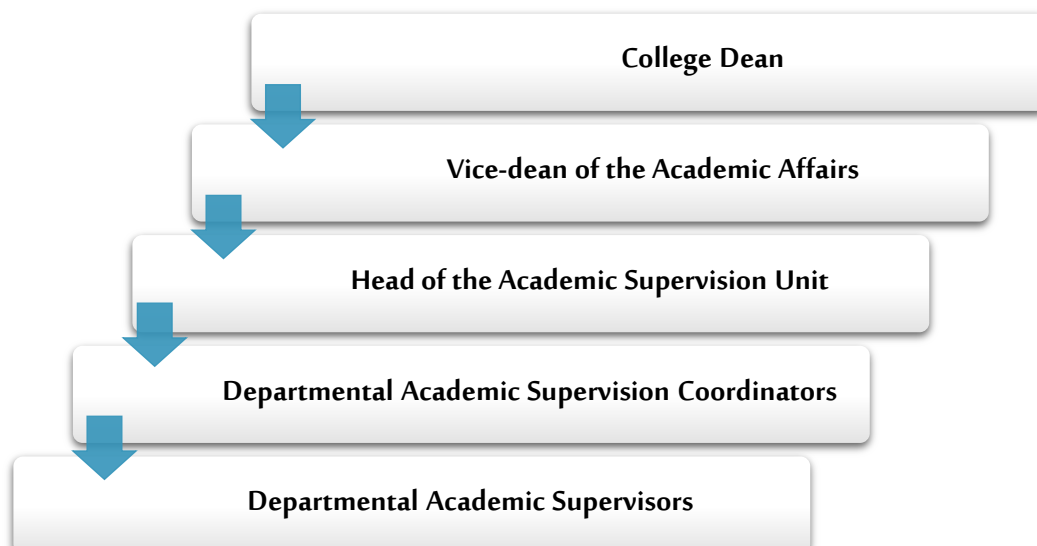 College Dean
Vice-dean of the Academic Affairs
Head of the Academic Supervision Unit
Departmental Academic Supervision Coordinators
Departmental Academic Supervisors